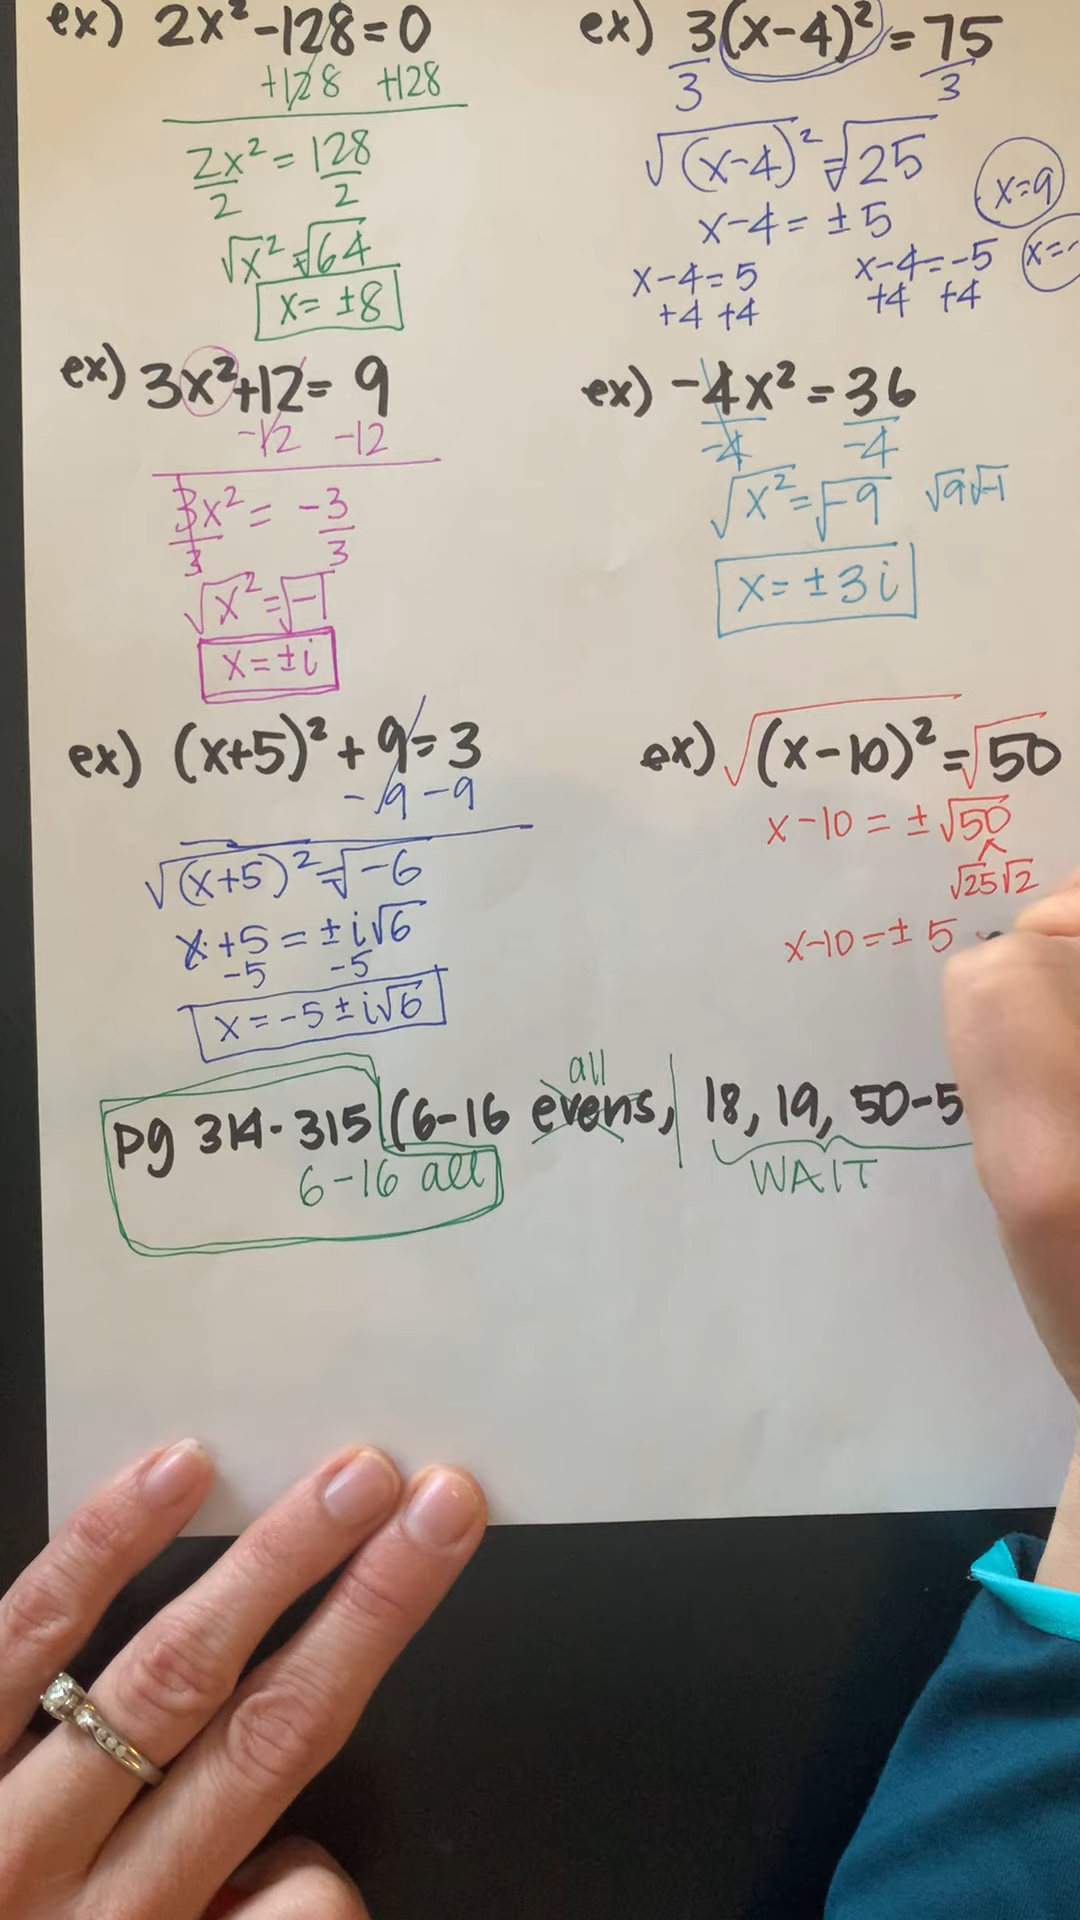 ex) 2x² -128 = 0
+128 +128
2x² = 128
2 2
√x² = √64
x = ±8
ex) 3(x-4)² = 75
3 3
√(x-4)² = √25
x-4 = ±5
x-4=5 x-4=-5
+4 +4 +4 +4
x=9
x=-
ex) 3x²+12= 9
-12 -12
3x² = -3
3 3
√x² = √-1
x = ±i
ex) -4x² = 36
-4 -4
√x² = √-9 √9√-1
x = ±3i
ex) (x+5)² + 9 = 3
-9 -9
√(x+5)² = √-6
x+5 = ±i√6
-5 -5
x = -5 ± i√6
ex) √(x-10)² = √50
x-10 = ±√50
√25√2
x-10 = ± 5
all
pg 314-315 (6-16 evens, 18, 19, 50-5
6-16 all WAIT